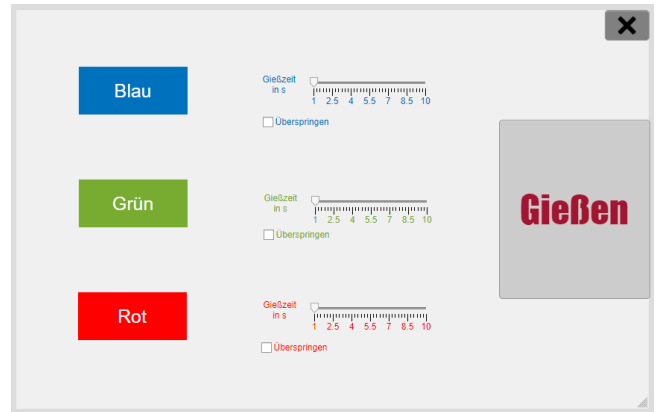 Blau
Gießzeit
in s
1 2.5 4 5.5 7 8.5 10
Überspringen
Grün
Gießzeit
in s
1 2.5 4 5.5 7 8.5 10
Überspringen
Gießen
Rot
Gießzeit
in s
1 2.5 4 5.5 7 8.5 10
Überspringen